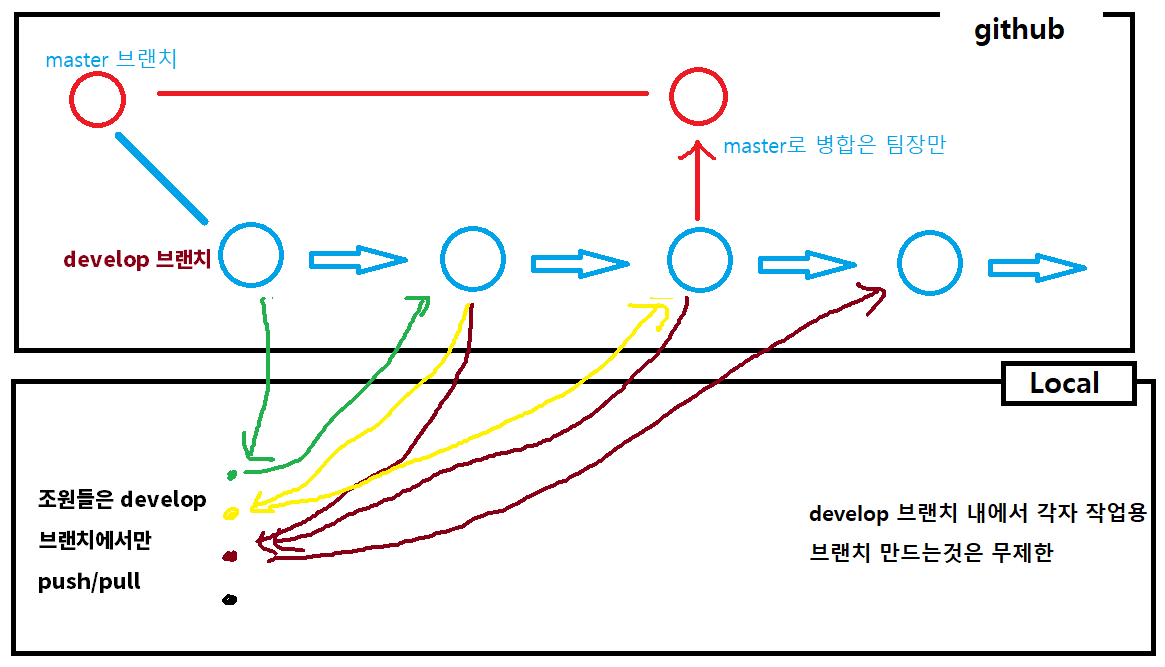 github
master 브랜치
master로 병합은 팀장만
develop 브랜치
Local
조원들은 develop
브랜치에서만
push/pull
develop 브랜치 내에서 각자 작업용
브랜치 만드는것은 무제한